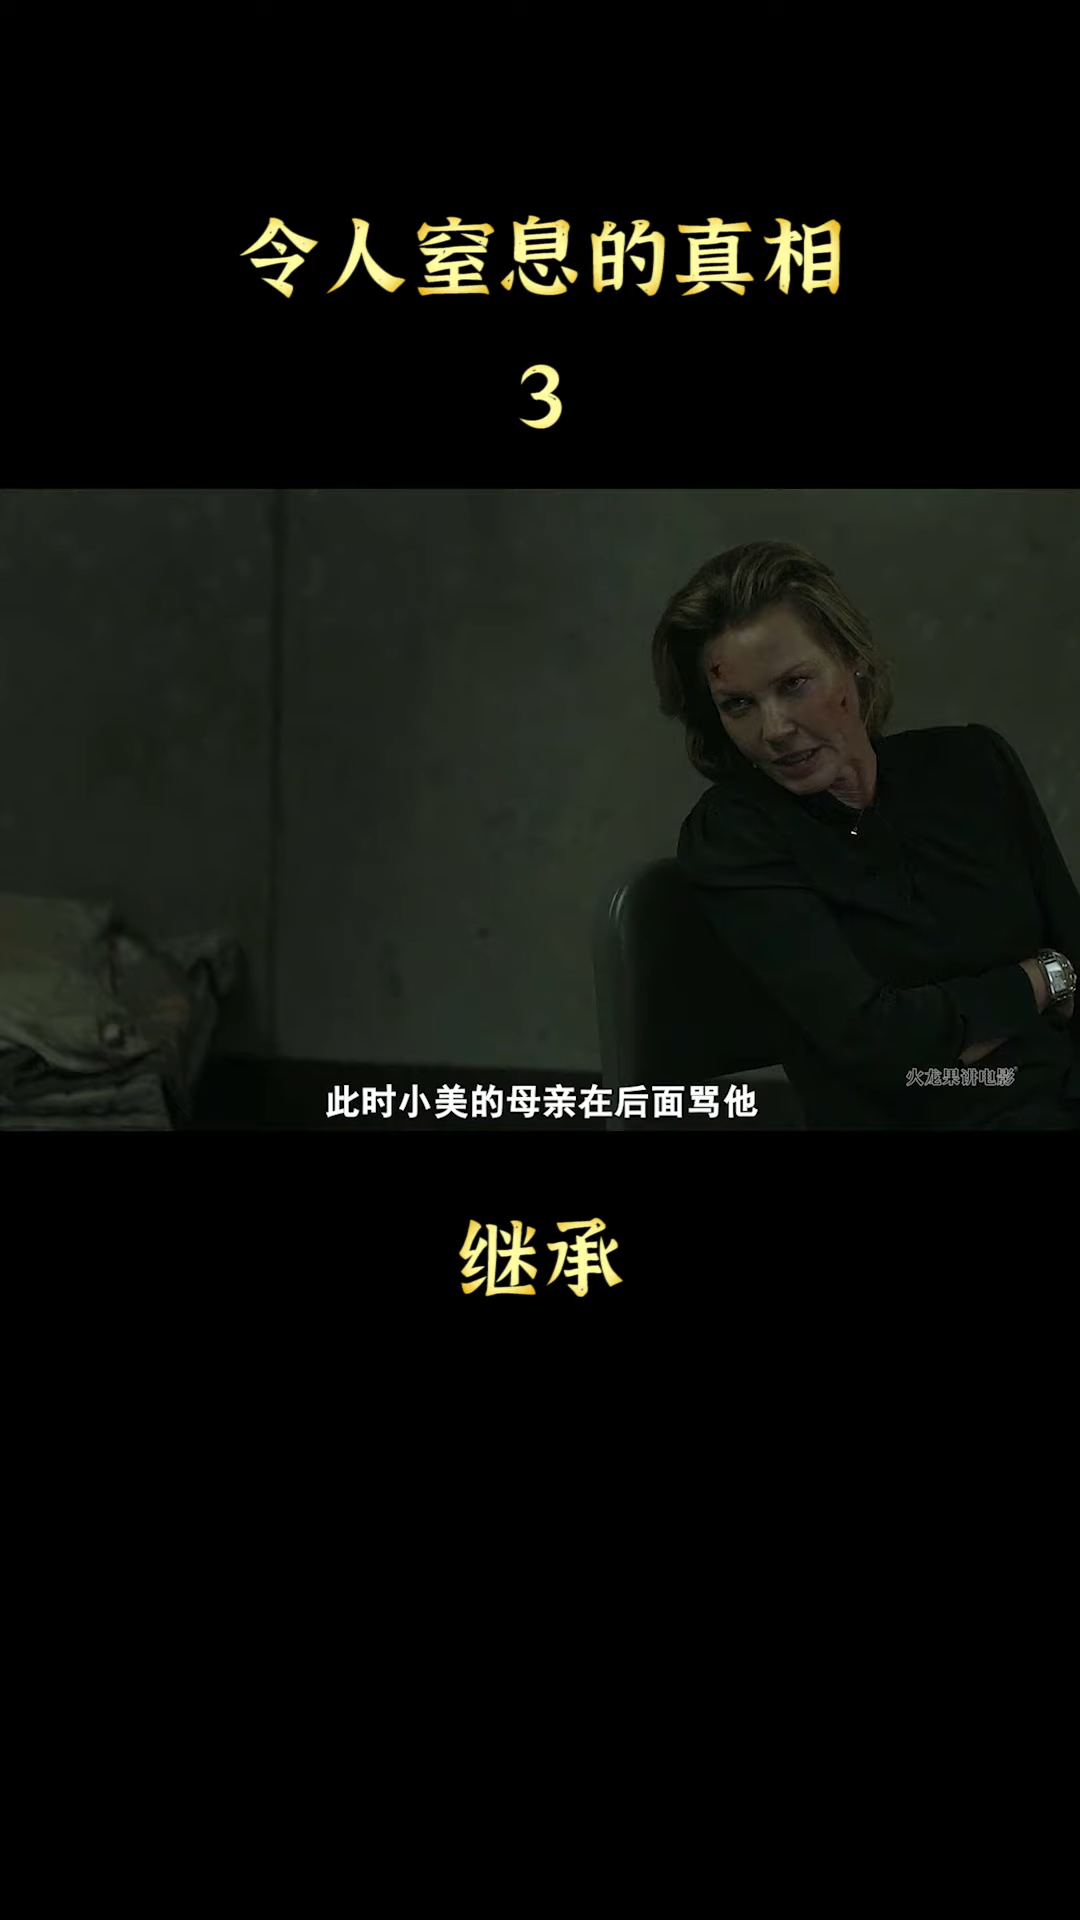 令人窒息的真相
3
火龙果讲电影
此时小美的母亲在后面骂他
继承